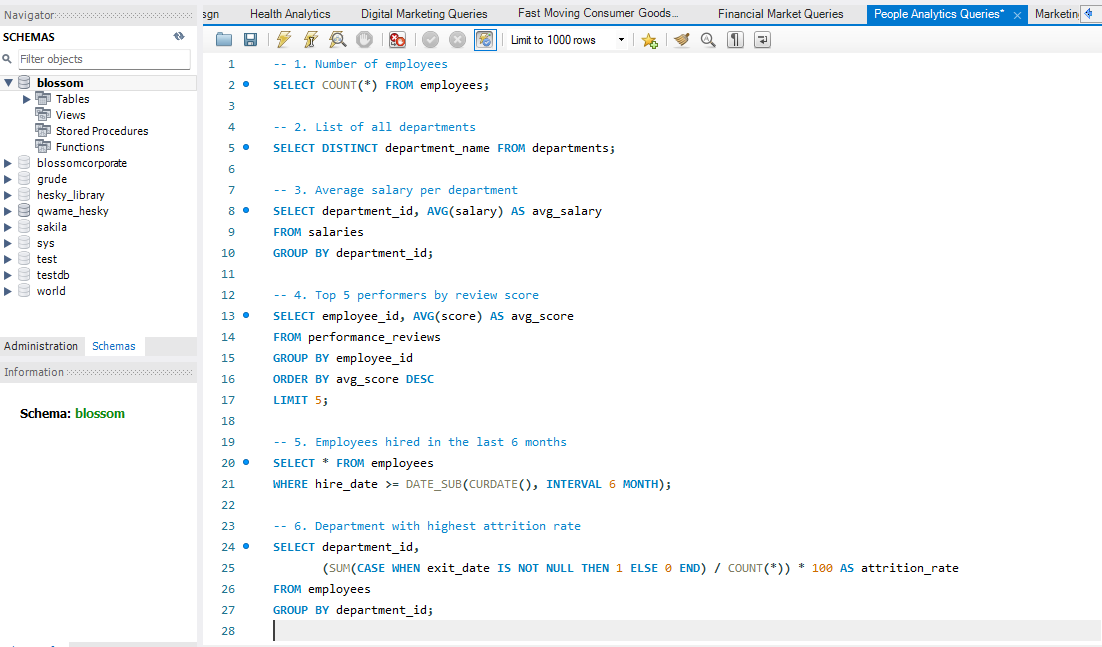 Navigator
SCHEMAS
Filter objects
blossom
Tables
Views
Stored Procedures
Functions
blossomcorporate
grude
hesky_library
qwame_hesky
sakila
sys
test
testdb
world
Administration Schemas
Information
Schema: blossom
sgn Health Analytics Digital Marketing Queries Fast Moving Consumer Goods... Financial Market Queries People Analytics Queries* Marketin
Limit to 1000 rows
1 -- 1. Number of employees
2 SELECT COUNT(*) FROM employees;
3
4 -- 2. List of all departments
5 SELECT DISTINCT department_name FROM departments;
6
7 -- 3. Average salary per department
8 SELECT department_id, AVG(salary) AS avg_salary
9 FROM salaries
10 GROUP BY department_id;
11
12 -- 4. Top 5 performers by review score
13 SELECT employee_id, AVG(score) AS avg_score
14 FROM performance_reviews
15 GROUP BY employee_id
16 ORDER BY avg_score DESC
17 LIMIT 5;
18
19 -- 5. Employees hired in the last 6 months
20 SELECT * FROM employees
21 WHERE hire_date >= DATE_SUB(CURDATE(), INTERVAL 6 MONTH);
22
23 -- 6. Department with highest attrition rate
24 SELECT department_id,
25 (SUM(CASE WHEN exit_date IS NOT NULL THEN 1 ELSE 0 END) / COUNT(*)) * 100 AS attrition_rate
26 FROM employees
27 GROUP BY department_id;
28